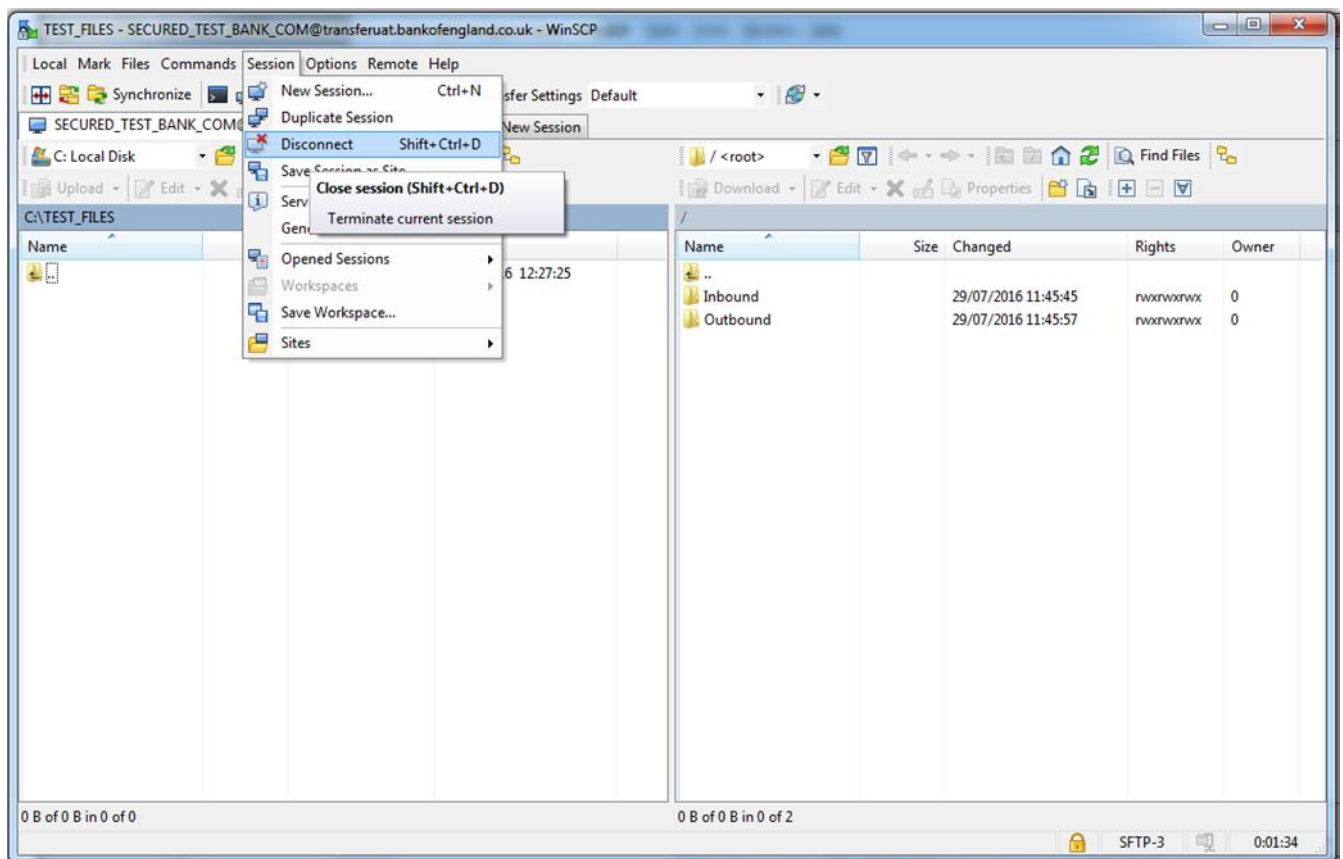 TEST_FILES - SECURED_TEST_BANK_COM@transferuat.bankofengland.co.uk - WinSCP
Local Mark Files Commands Session Options Remote Help
Synchronize
sfer Settings Default
SECURED_TEST_BANK_COM
New Session
New Session... Ctrl+N
Duplicate Session
Disconnect Shift+Ctrl+D
Save Session as Site
Close session (Shift+Ctrl+D)
Terminate current session
Serv
Gen
Opened Sessions
Workspaces
Save Workspace...
Sites
C: Local Disk
Upload Edit
C:\TEST_FILES
Name
..
6 12:27:25
/ <root>
Find Files
Download Edit Properties
/
Name Size Changed Rights Owner
..
Inbound 29/07/2016 11:45:45 rwxrwxrwx 0
Outbound 29/07/2016 11:45:57 rwxrwxrwx 0
0 B of 0 B in 0 of 0
0 B of 0 B in 0 of 2
SFTP-3 0:01:34